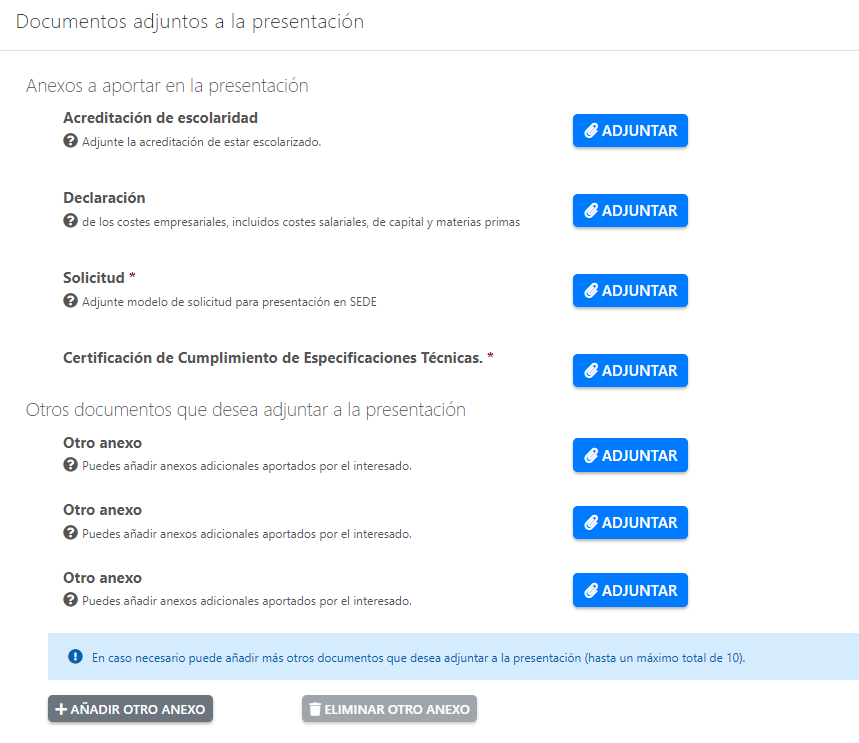 Documentos adjuntos a la presentación
Anexos a aportar en la presentación
Acreditación de escolaridad
Adjunte la acreditación de estar escolarizado.
ADJUNTAR
Declaración
de los costes empresariales, incluidos costes salariales, de capital y materias primas
ADJUNTAR
Solicitud *
Adjunte modelo de solicitud para presentación en SEDE
ADJUNTAR
Certificación de Cumplimiento de Especificaciones Técnicas. *
ADJUNTAR
Otros documentos que desea adjuntar a la presentación
Otro anexo
Puedes añadir anexos adicionales aportados por el interesado.
ADJUNTAR
Otro anexo
Puedes añadir anexos adicionales aportados por el interesado.
ADJUNTAR
Otro anexo
Puedes añadir anexos adicionales aportados por el interesado.
ADJUNTAR
En caso necesario puede añadir más otros documentos que desea adjuntar a la presentación (hasta un máximo total de 10).
+ AÑADIR OTRO ANEXO
ELIMINAR OTRO ANEXO